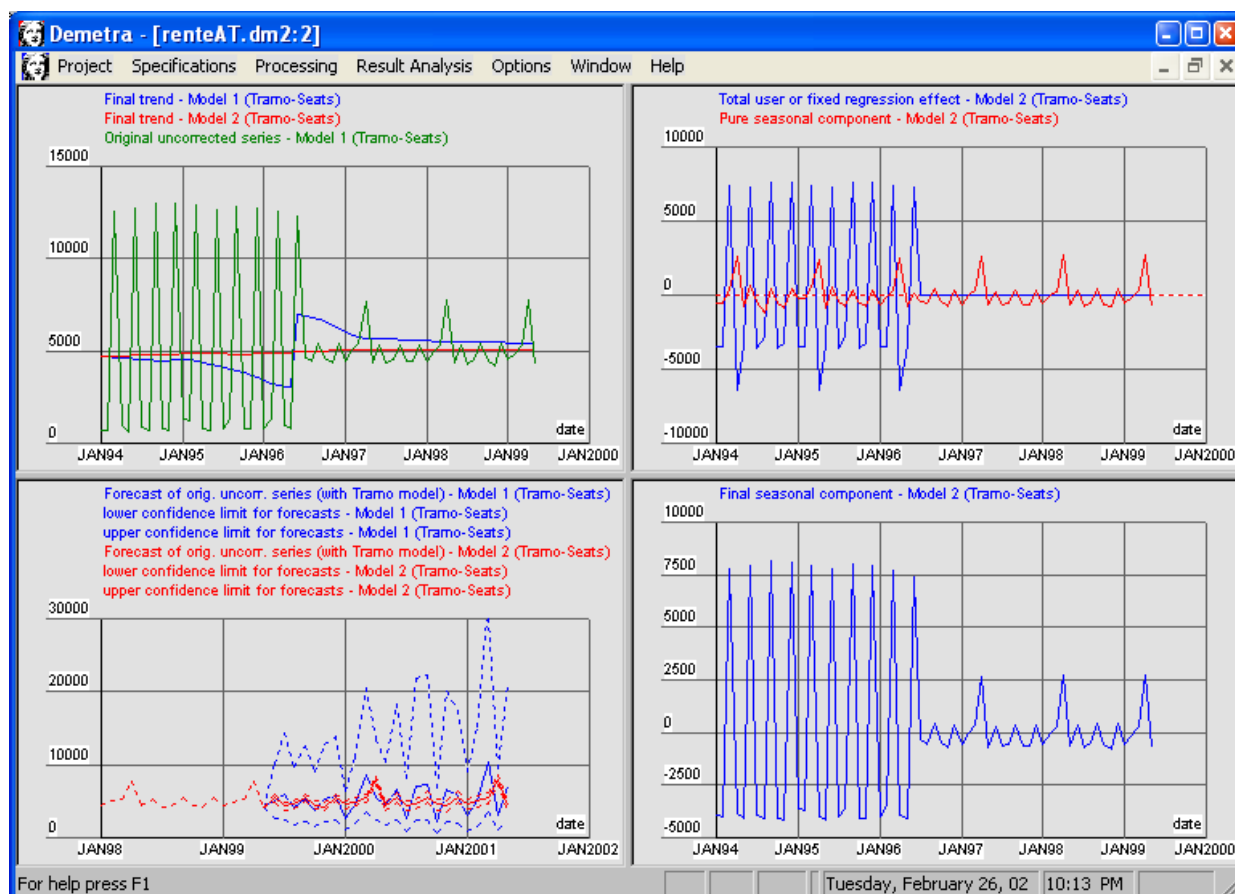 Demetra - [renteAT.dm2:2]
Project Specifications Processing Result Analysis Options Window Help
Final trend - Model 1 (Tramo-Seats)
Final trend - Model 2 (Tramo-Seats)
Original uncorrected series - Model 1 (Tramo-Seats)
15000
10000
5000
0
date
JAN94 JAN95 JAN96 JAN97 JAN98 JAN99 JAN2000
Total user or fixed regression effect - Model 2 (Tramo-Seats)
Pure seasonal component - Model 2 (Tramo-Seats)
10000
5000
0
-5000
-10000
date
JAN94 JAN95 JAN96 JAN97 JAN98 JAN99 JAN2000
Forecast of orig. uncorr. series (with Tramo model) - Model 1 (Tramo-Seats)
lower confidence limit for forecasts - Model 1 (Tramo-Seats)
upper confidence limit for forecasts - Model 1 (Tramo-Seats)
Forecast of orig. uncorr. series (with Tramo model) - Model 2 (Tramo-Seats)
lower confidence limit for forecasts - Model 2 (Tramo-Seats)
upper confidence limit for forecasts - Model 2 (Tramo-Seats)
30000
20000
10000
0
date
JAN98 JAN99 JAN2000 JAN2001 JAN2002
Final seasonal component - Model 2 (Tramo-Seats)
10000
7500
5000
2500
0
-2500
-5000
date
JAN94 JAN95 JAN96 JAN97 JAN98 JAN99 JAN2000
For help press F1 Tuesday, February 26, 02 10:13 PM